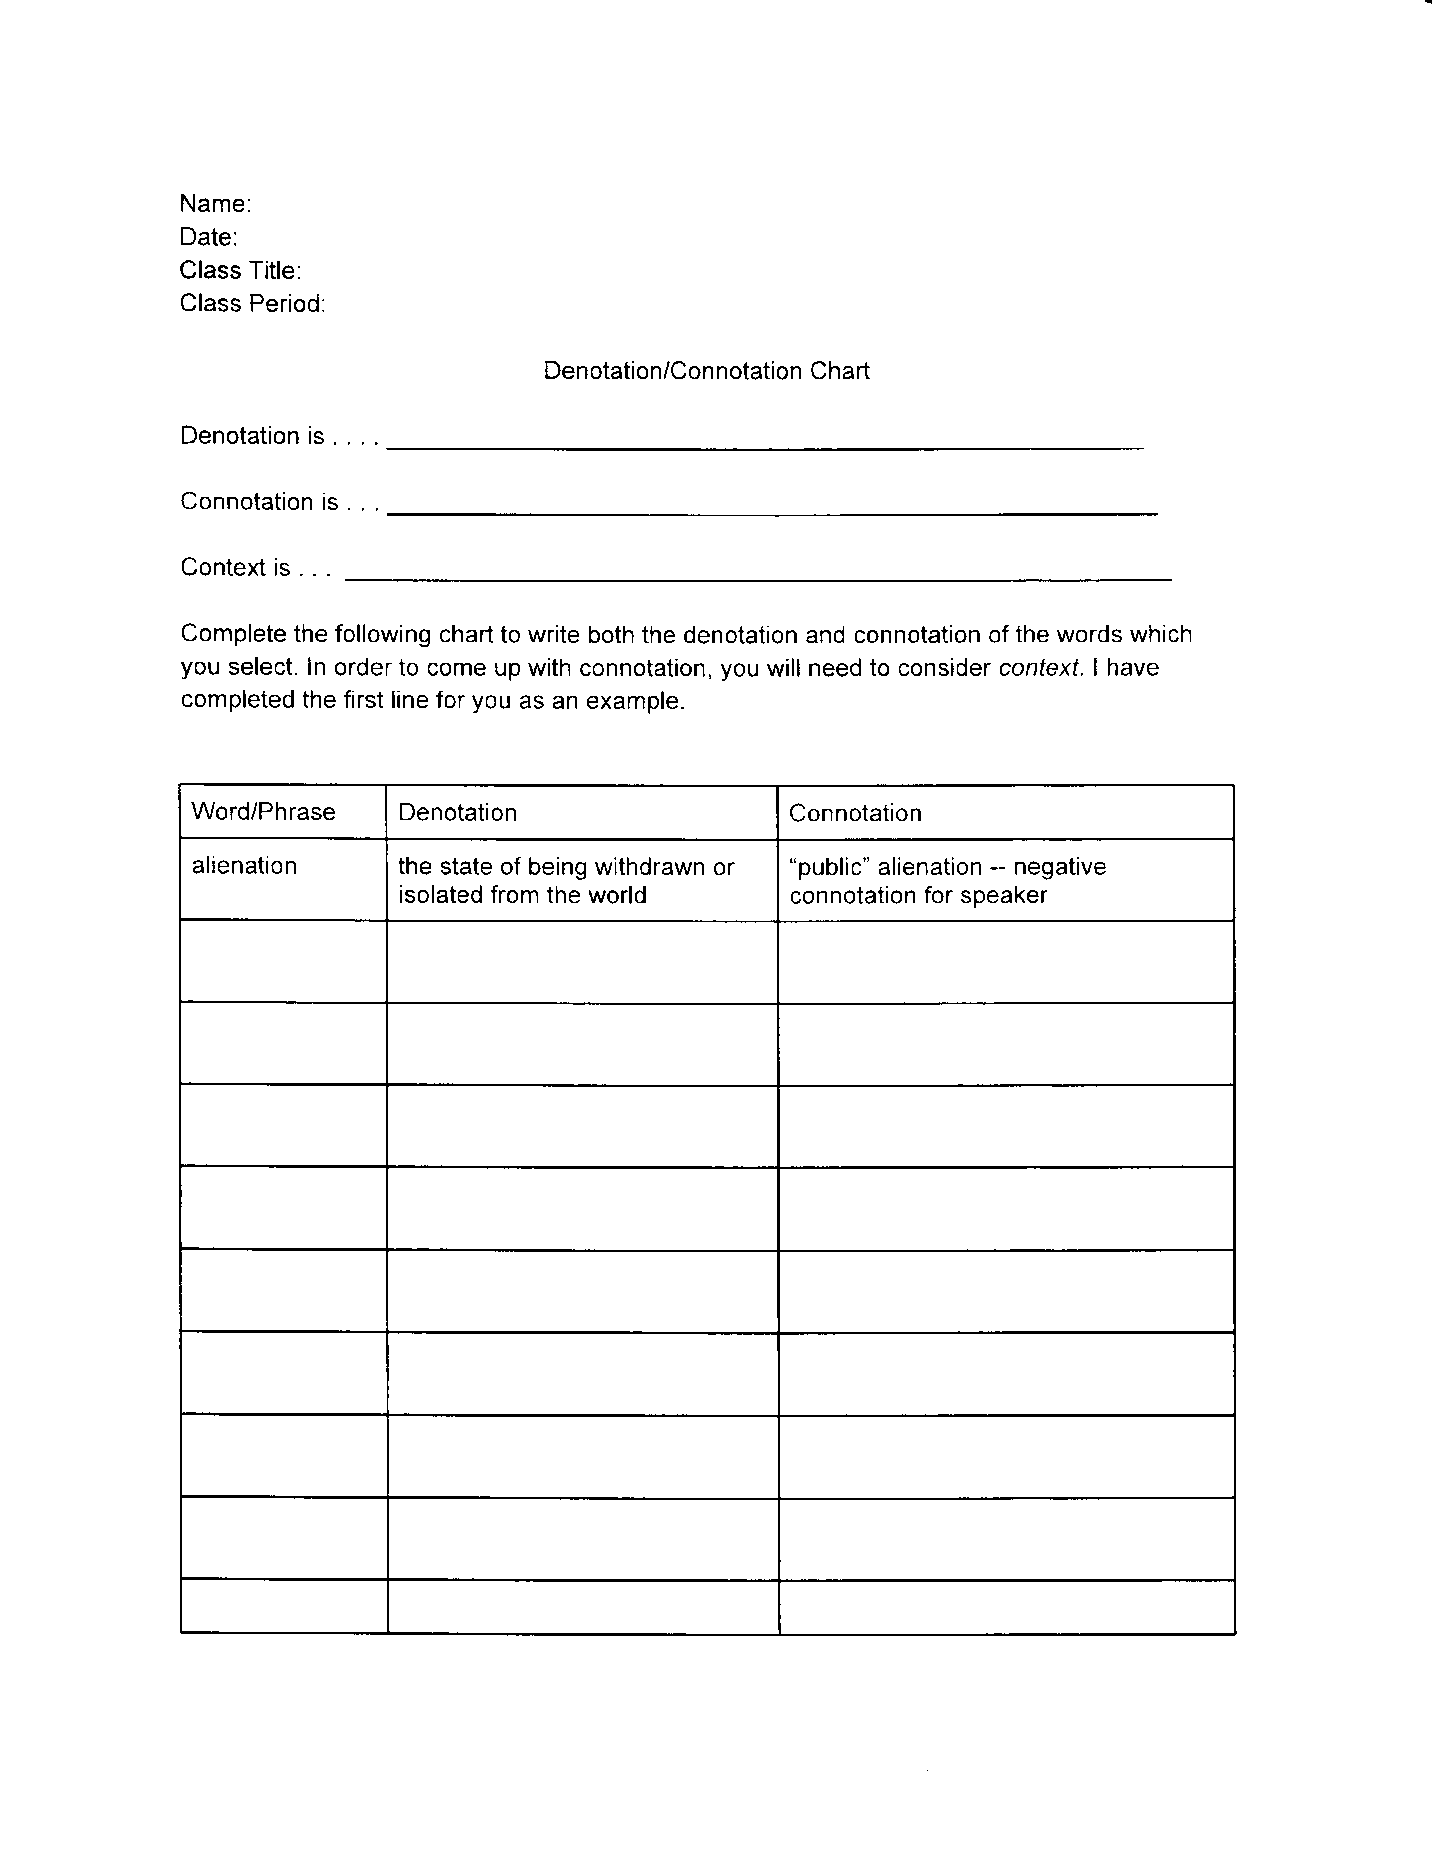 Name:
Date:
Class Title:
Class Period:
Denotation/Connotation Chart
Denotation is . . . .
Connotation is . . .
Context is . . .
Complete the following chart to write both the denotation and connotation of the words which
you select. In order to come up with connotation, you will need to consider context. I have
completed the first line for you as an example.
Word/Phrase Denotation Connotation
alienation the state of being withdrawn or "public" alienation -- negative
isolated from the world connotation for speaker